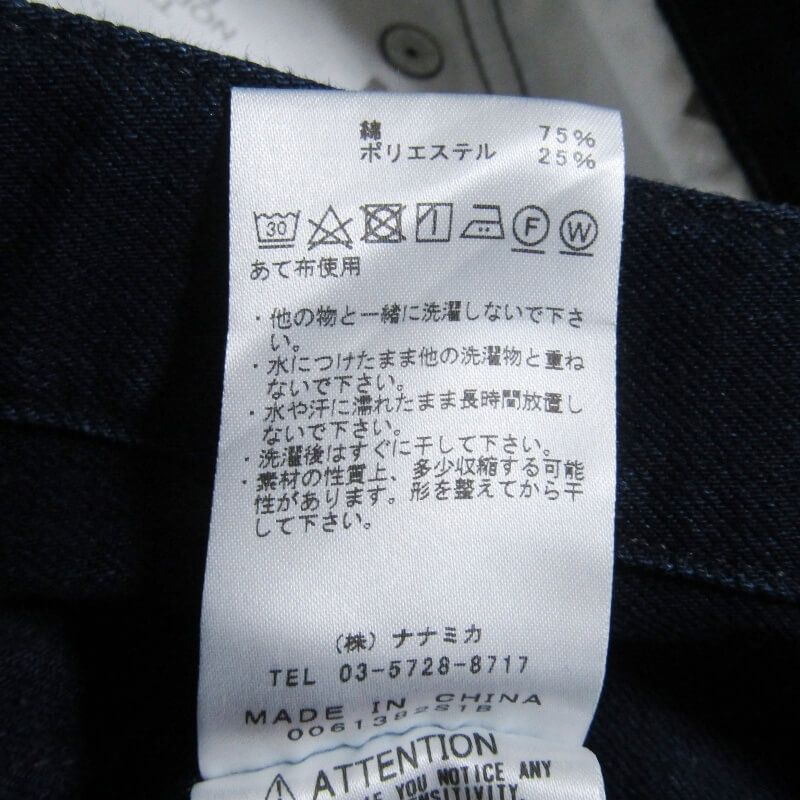 綿 75%
ポリエステル 25%
30
F W
あて布使用
・他の物と一緒に洗濯しないで下さ
い。
・水につけたまま他の洗濯物と重ね
ないで下さい。
・水や汗に濡れたまま長時間放置し
ないで下さい。
・洗濯後はすぐに干して下さい。
・素材の性質上、多少収縮する可能
性があります。形を整えてから干
して下さい。
(株) ナナミカ
TEL 03-5728-8717
MADE IN CHINA
ATTENTION
IF YOU NOTICE ANY